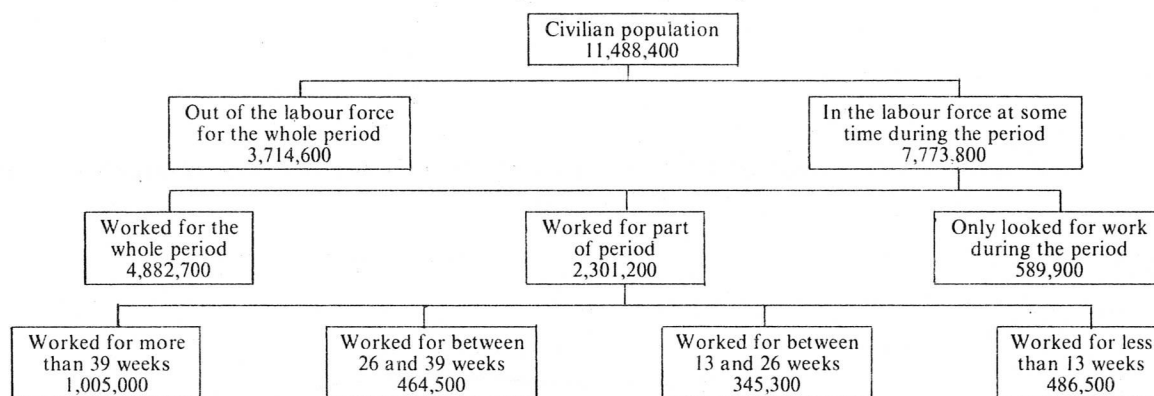 Civilian population
11,488,400
Out of the labour force
for the whole period
3,714,600
In the labour force at some
time during the period
7,773,800
Worked for the
whole period
4,882,700
Worked for part
of period
2,301,200
Only looked for work
during the period
589,900
Worked for more
than 39 weeks
1,005,000
Worked for between
26 and 39 weeks
464,500
Worked for between
13 and 26 weeks
345,300
Worked for less
than 13 weeks
486,500